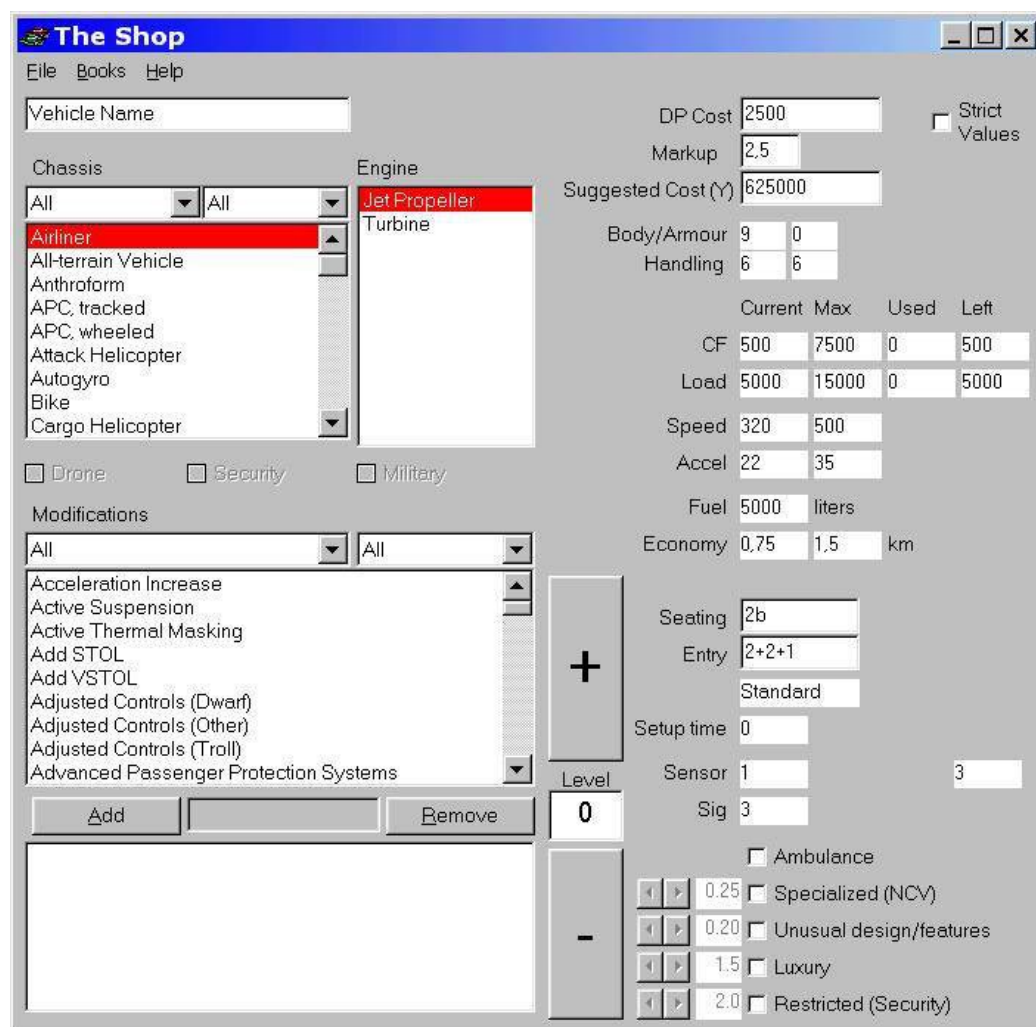 The Shop
File Books Help
Vehicle Name
DP Cost 2500
Strict Values
Markup 2,5
Suggested Cost (Y) 625000
Chassis
Engine
All All
Airliner
All-terrain Vehicle
Anthroform
APC, tracked
APC, wheeled
Attack Helicopter
Autogyro
Bike
Cargo Helicopter
Jet Propeller
Turbine
Body/Armour 9 0
Handling 6 6
Current Max Used Left
CF 500 7500 0 500
Load 5000 15000 0 5000
Speed 320 500
Accel 22 35
Drone Security Military
Fuel 5000 liters
Economy 0,75 1,5 km
Modifications
All All
Acceleration Increase
Active Suspension
Active Thermal Masking
Add STOL
Add VSTOL
Adjusted Controls (Dwarf)
Adjusted Controls (Other)
Adjusted Controls (Troll)
Advanced Passenger Protection Systems
+
Level
0
-
Add Remove
Seating 2b
Entry 2+2+1
Standard
Setup time 0
Sensor 1 3
Sig 3
Ambulance
0.25 Specialized (NCV)
0.20 Unusual design/features
1.5 Luxury
2.0 Restricted (Security)